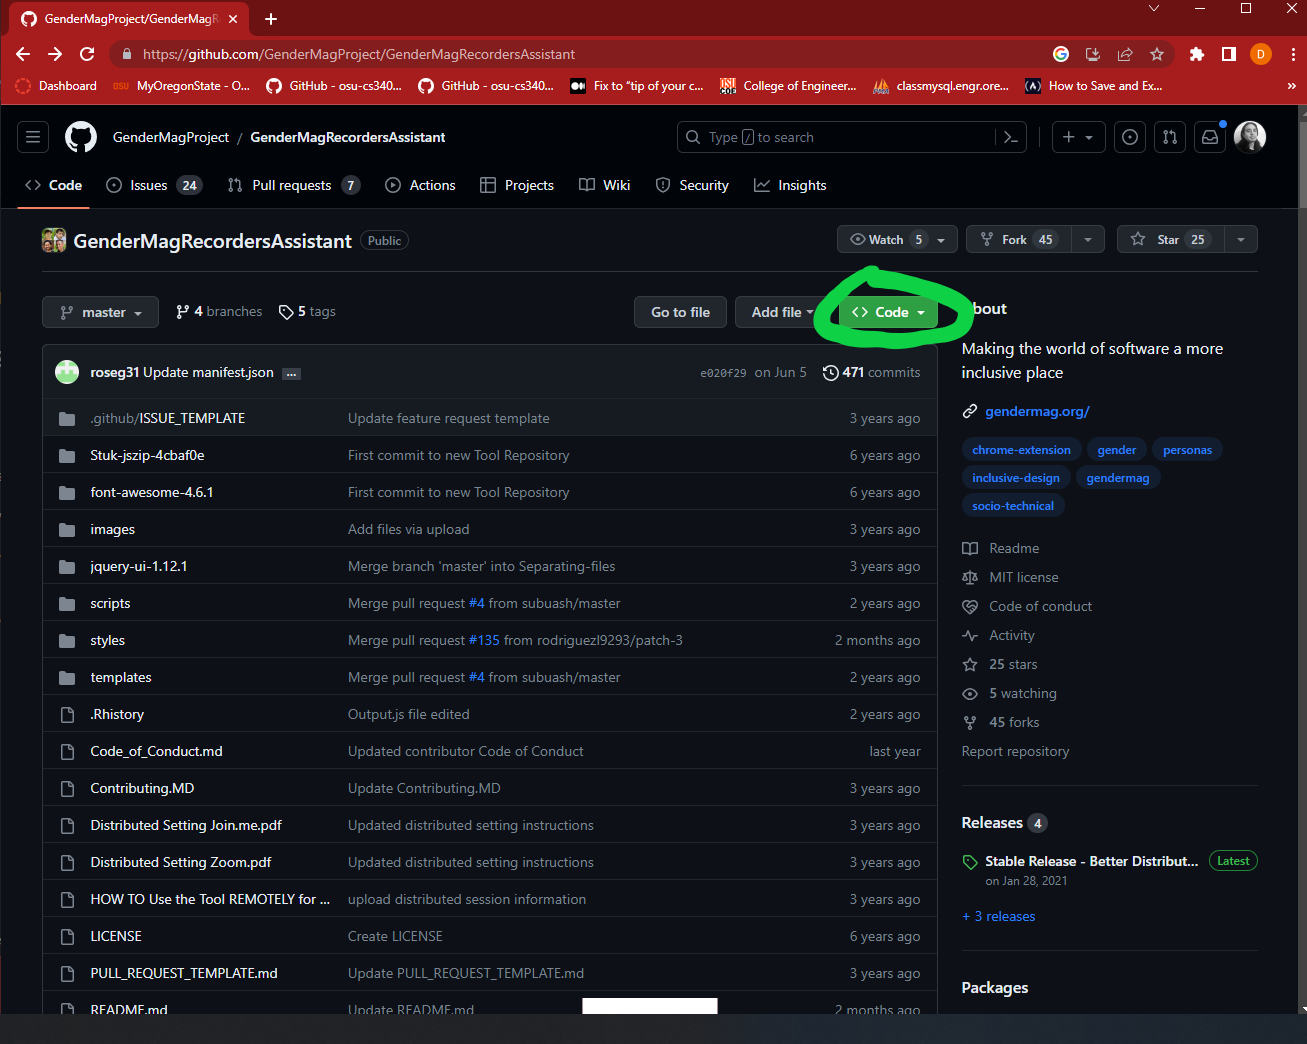 GenderMagProject/GenderMagR
https://github.com/GenderMagProject/GenderMagRecordersAssistant
D
Dashboard
OSU
MyOregonState - O...
GitHub - osu-cs340...
GitHub - osu-cs340...
Fix to “tip of your c...
College of Engineer...
classmysql.engr.ore...
How to Save and Ex...
»
GenderMagProject / GenderMagRecordersAssistant
Type / to search
Code
Issues 24
Pull requests 7
Actions
Projects
Wiki
Security
Insights
GenderMagRecordersAssistant Public
Watch 5
Fork 45
Star 25
master
4 branches
5 tags
Go to file
Add file
<> Code
roseg31 Update manifest.json ...
e020f29 on Jun 5
471 commits
.github/ISSUE_TEMPLATE Update feature request template 3 years ago
Stuk-jszip-4cbaf0e First commit to new Tool Repository 6 years ago
font-awesome-4.6.1 First commit to new Tool Repository 6 years ago
images Add files via upload 3 years ago
jquery-ui-1.12.1 Merge branch 'master' into Separating-files 3 years ago
scripts Merge pull request #4 from subuash/master 2 years ago
styles Merge pull request #135 from rodriguezl9293/patch-3 2 months ago
templates Merge pull request #4 from subuash/master 2 years ago
.Rhistory Output.js file edited 2 years ago
Code_of_Conduct.md Updated contributor Code of Conduct last year
Contributing.MD Update Contributing.MD 3 years ago
Distributed Setting Join.me.pdf Updated distributed setting instructions 3 years ago
Distributed Setting Zoom.pdf Updated distributed setting instructions 3 years ago
HOW TO Use the Tool REMOTELY for ... upload distributed session information 3 years ago
LICENSE Create LICENSE 6 years ago
PULL_REQUEST_TEMPLATE.md Update PULL_REQUEST_TEMPLATE.md 3 years ago
README.md Update README.md 2 months ago
bout
Making the world of software a more
inclusive place
gendermag.org/
chrome-extension gender personas
inclusive-design gendermag
socio-technical
Readme
MIT license
Code of conduct
Activity
25 stars
5 watching
45 forks
Report repository
Releases 4
Stable Release - Better Distribut... Latest
on Jan 28, 2021
+ 3 releases
Packages